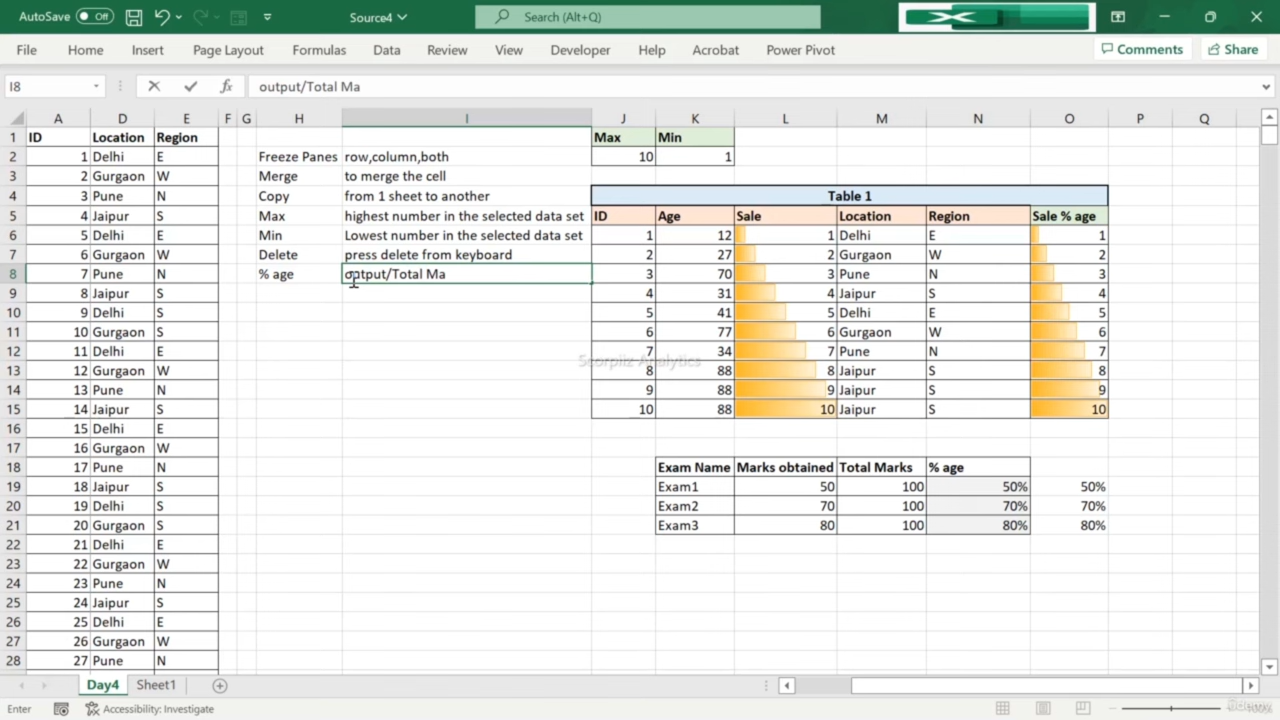 AutoSave Off Source4 Search (Alt+Q)
File Home Insert Page Layout Formulas Data Review View Developer Help Acrobat Power Pivot Comments Share
I8 fx output/Total Ma
A D E F G H I J K L M N O P Q
1 ID Location Region Max Min
2 1 Delhi E Freeze Panes row,column,both 10 1
3 2 Gurgaon W Merge to merge the cell
4 3 Pune N Copy from 1 sheet to another Table 1
5 4 Jaipur S Max highest number in the selected data set ID Age Sale Location Region Sale % age
6 5 Delhi E Min Lowest number in the selected data set 1 12 1 Delhi E 1
7 6 Gurgaon W Delete press delete from keyboard 2 27 2 Gurgaon W 2
8 7 Pune N % age output/Total Ma 3 70 3 Pune N 3
9 8 Jaipur S 4 31 4 Jaipur S 4
10 9 Delhi S 5 41 5 Delhi E 5
11 10 Gurgaon S 6 77 6 Gurgaon W 6
12 11 Delhi E 7 34 7 Pune N 7
Scorpiiz Analytics
13 12 Gurgaon W 8 88 8 Jaipur S 8
14 13 Pune N 9 88 9 Jaipur S 9
15 14 Jaipur S 10 88 10 Jaipur S 10
16 15 Delhi E
17 16 Gurgaon W
18 17 Pune N Exam Name Marks obtained Total Marks % age
19 18 Jaipur S Exam1 50 100 50% 50%
20 19 Delhi S Exam2 70 100 70% 70%
21 20 Gurgaon S Exam3 80 100 80% 80%
22 21 Delhi E
23 22 Gurgaon W
24 23 Pune N
25 24 Jaipur S
26 25 Delhi E
27 26 Gurgaon W
28 27 Pune N
Day4 Sheet1
Enter Accessibility: Investigate